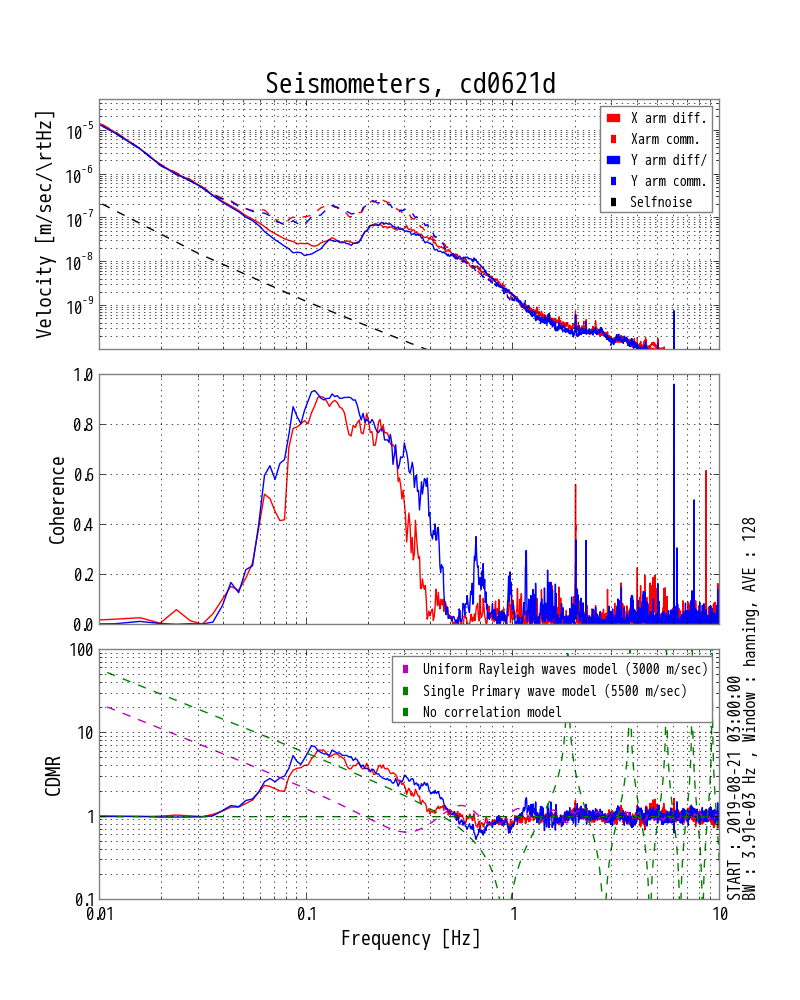 Seismometers, cd0621d
Velocity [m/sec/\rtHz]
10^-5
10^-6
10^-7
10^-8
10^-9
X arm diff.
Xarm comm.
Y arm diff/
Y arm comm.
Selfnoise
Coherence
1.0
0.8
0.6
0.4
0.2
0.0
CDMR
100
10
1
0.1
Uniform Rayleigh waves model (3000 m/sec)
Single Primary wave model (5500 m/sec)
No correlation model
0.01 0.1 1 10
Frequency [Hz]
START : 2019-08-21 03:00:00
BW : 3.91e-03 Hz , Window : hanning, AVE : 128